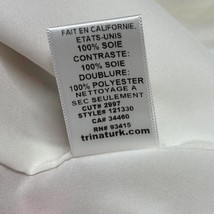 FAIT EN CALIFORNIE,
ETATS-UNIS
100% SOIE
CONTRASTE:
100% SOIE
DOUBLURE:
100% POLYESTER
NETTOYAGE A
SEC SEULEMENT
CUT# 2997
STYLE# 121330
CA# 34460
RN# 93415
trinaturk.com